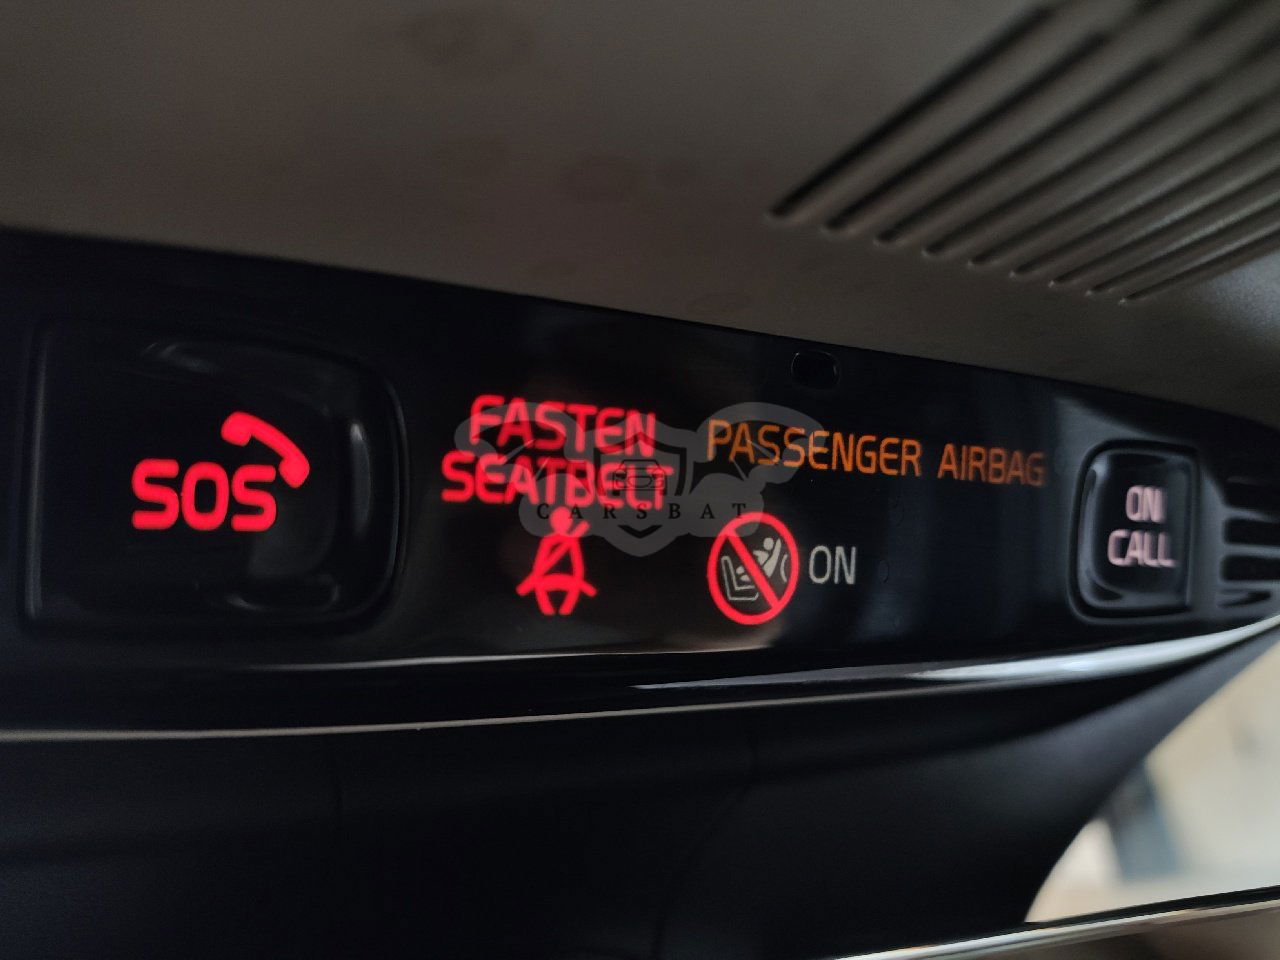 SOS
FASTEN
SEATBELT
PASSENGER AIRBAG
ON
ON
CALL
CARSBAT